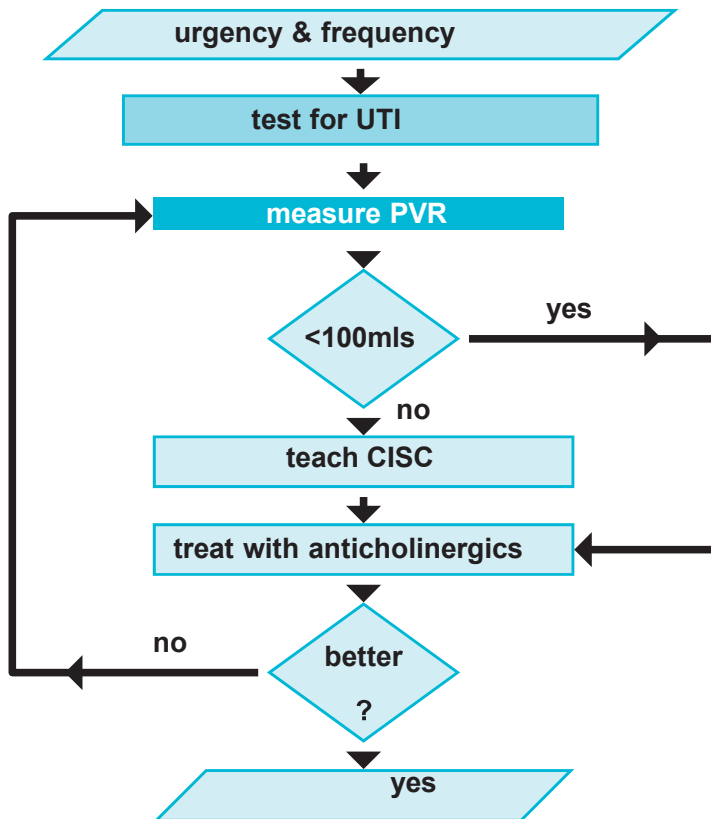 urgency & frequency
test for UTI
measure PVR
<100mls
yes
no
teach CISC
treat with anticholinergics
no
better
?
yes